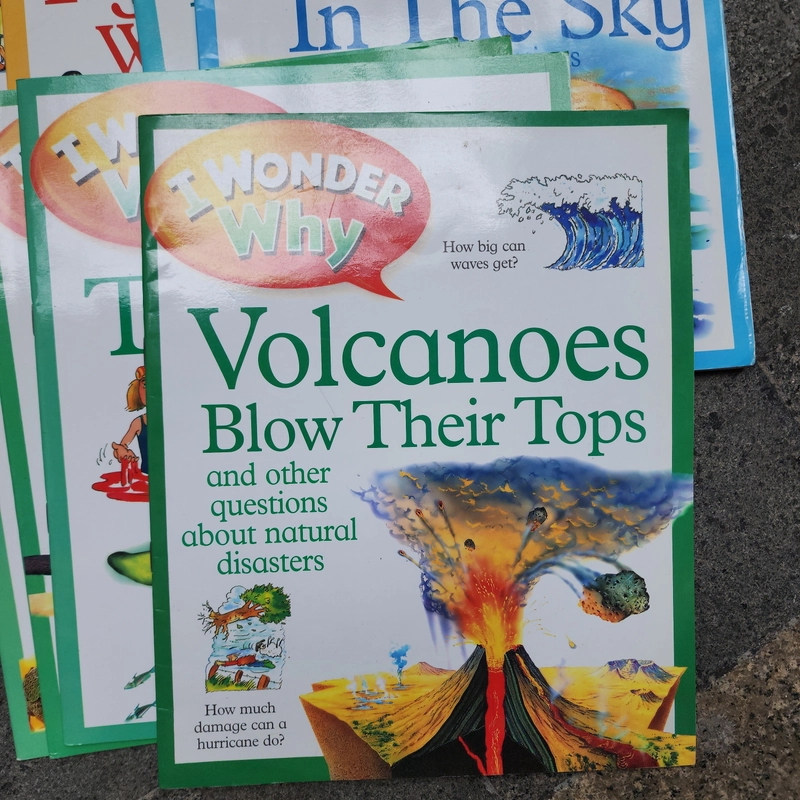 In The Sky
I WONDER
Why
How big can
waves get?
Volcanoes
Blow Their Tops
and other
questions
about natural
disasters
How much
damage can a
hurricane do?